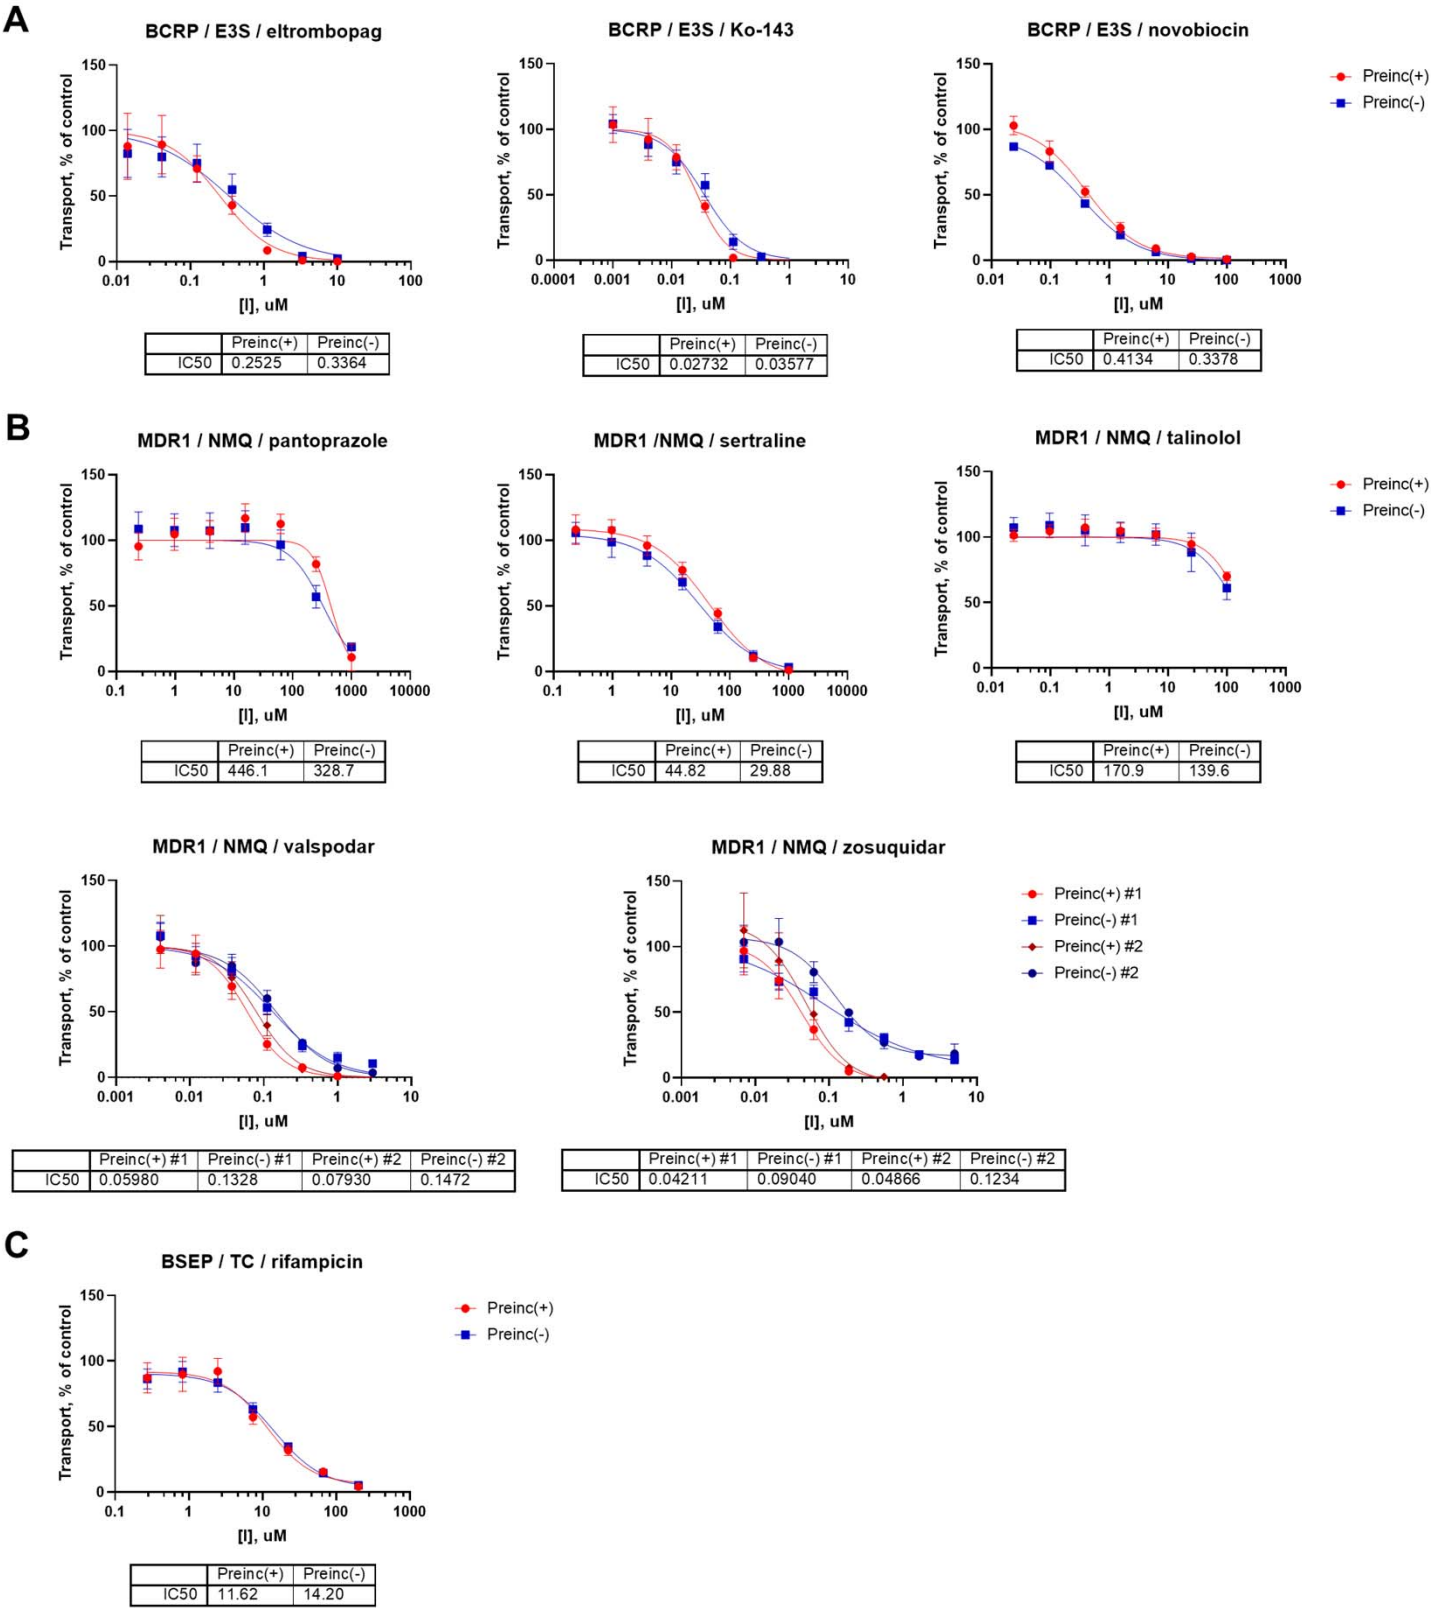 A
BCRP / E3S / eltrombopag
Transport, % of control
150
100
50
0
0.01 0.1 1 10 100
[I], uM
Preinc(+) Preinc(-)
IC50 0.2525 0.3364
BCRP / E3S / Ko-143
Transport, % of control
150
100
50
0
0.0001 0.001 0.01 0.1 1 10
[I], uM
Preinc(+) Preinc(-)
IC50 0.02732 0.03577
BCRP / E3S / novobiocin
Transport, % of control
150
100
50
0
0.01 0.1 1 10 100 1000
[I], uM
Preinc(+) Preinc(-)
IC50 0.4134 0.3378
Preinc(+)
Preinc(-)
B
MDR1 / NMQ / pantoprazole
Transport, % of control
150
100
50
0
0.1 1 10 100 1000 10000
[I], uM
Preinc(+) Preinc(-)
IC50 446.1 328.7
MDR1 /NMQ / sertraline
Transport, % of control
150
100
50
0
0.1 1 10 100 1000 10000
[I], uM
Preinc(+) Preinc(-)
IC50 44.82 29.88
MDR1 / NMQ / talinolol
Transport, % of control
150
100
50
0
0.01 0.1 1 10 100 1000
[I], uM
Preinc(+) Preinc(-)
IC50 170.9 139.6
Preinc(+)
Preinc(-)
MDR1 / NMQ / valspodar
Transport, % of control
150
100
50
0
0.001 0.01 0.1 1 10
[I], uM
Preinc(+) #1 Preinc(-) #1 Preinc(+) #2 Preinc(-) #2
IC50 0.05980 0.1328 0.07930 0.1472
MDR1 / NMQ / zosuquidar
Transport, % of control
150
100
50
0
0.001 0.01 0.1 1 10
[I], uM
Preinc(+) #1 Preinc(-) #1 Preinc(+) #2 Preinc(-) #2
IC50 0.04211 0.09040 0.04866 0.1234
Preinc(+) #1
Preinc(-) #1
Preinc(+) #2
Preinc(-) #2
C
BSEP / TC / rifampicin
Transport, % of control
150
100
50
0
0.1 1 10 100 1000
[I], uM
Preinc(+) Preinc(-)
IC50 11.62 14.20
Preinc(+)
Preinc(-)